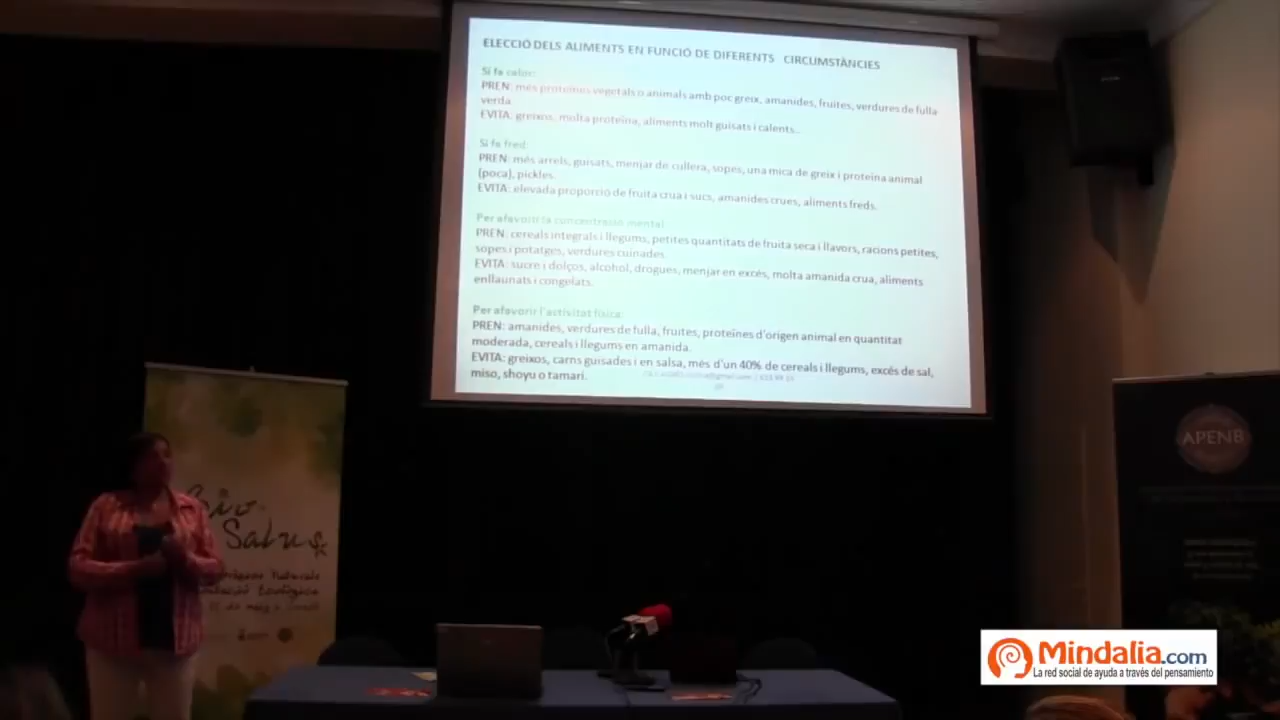 ELECCIÓ DELS ALIMENTS EN FUNCIÓ DE DIFERENTS CIRCUMSTÀNCIES
Si fa calor:
PREN: més proteïnes vegetals o animals amb poc greix, amanides, fruites, verdures de fulla
verda.
EVITA: greixos, molta proteïna, aliments molt guisats i calents...
Si fa fred:
PREN: més arrels, guisats, menjar de cullera, sopes, una mica de greix i proteïna animal
(poca), pickles.
EVITA: elevada proporció de fruita crua i sucs, amanides crues, aliments freds.
Per afavorir la concentració mental:
PREN: cereals integrals i llegums, petites quantitats de fruita seca i llavors, racions petites,
sopes i potatges, verdures cuinades.
EVITA: sucre i dolços, alcohol, drogues, menjar en excés, molta amanida crua, aliments
enllaunats i congelats.
Per afavorir l'activitat física:
PREN: amanides, verdures de fulla, fruites, proteïnes d'origen animal en quantitat
moderada, cereals i llegums en amanida.
EVITA: greixos, carns guisades i en salsa, més d'un 40% de cereals i llegums, excés de sal,
miso, shoyu o tamari.
Salus
Naturals
Ecològica
APENB
Mindalia.com
La red social de ayuda a través del pensamiento